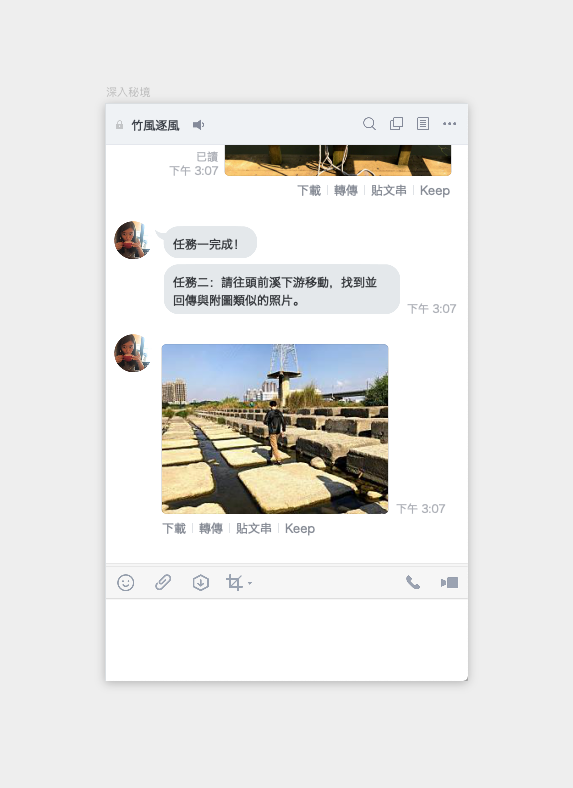 深入秘境
竹風逐風
已讀
下午 3:07
下載 轉傳 貼文串 Keep
任務一完成！
任務二：請往頭前溪下游移動，找到並
回傳與附圖類似的照片。
下午 3:07
下午 3:07
下載 轉傳 貼文串 Keep